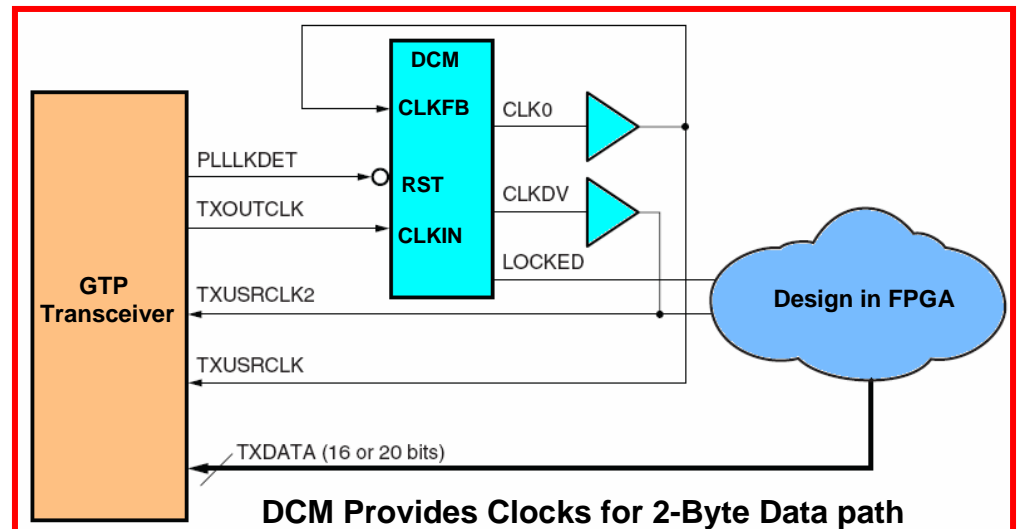 DCM
CLKFB
CLK0
PLLLKDET
RST
CLKDV
TXOUTCLK
CLKIN
LOCKED
GTP
Transceiver
TXUSRCLK2
Design in FPGA
TXUSRCLK
TXDATA (16 or 20 bits)
DCM Provides Clocks for 2-Byte Data path